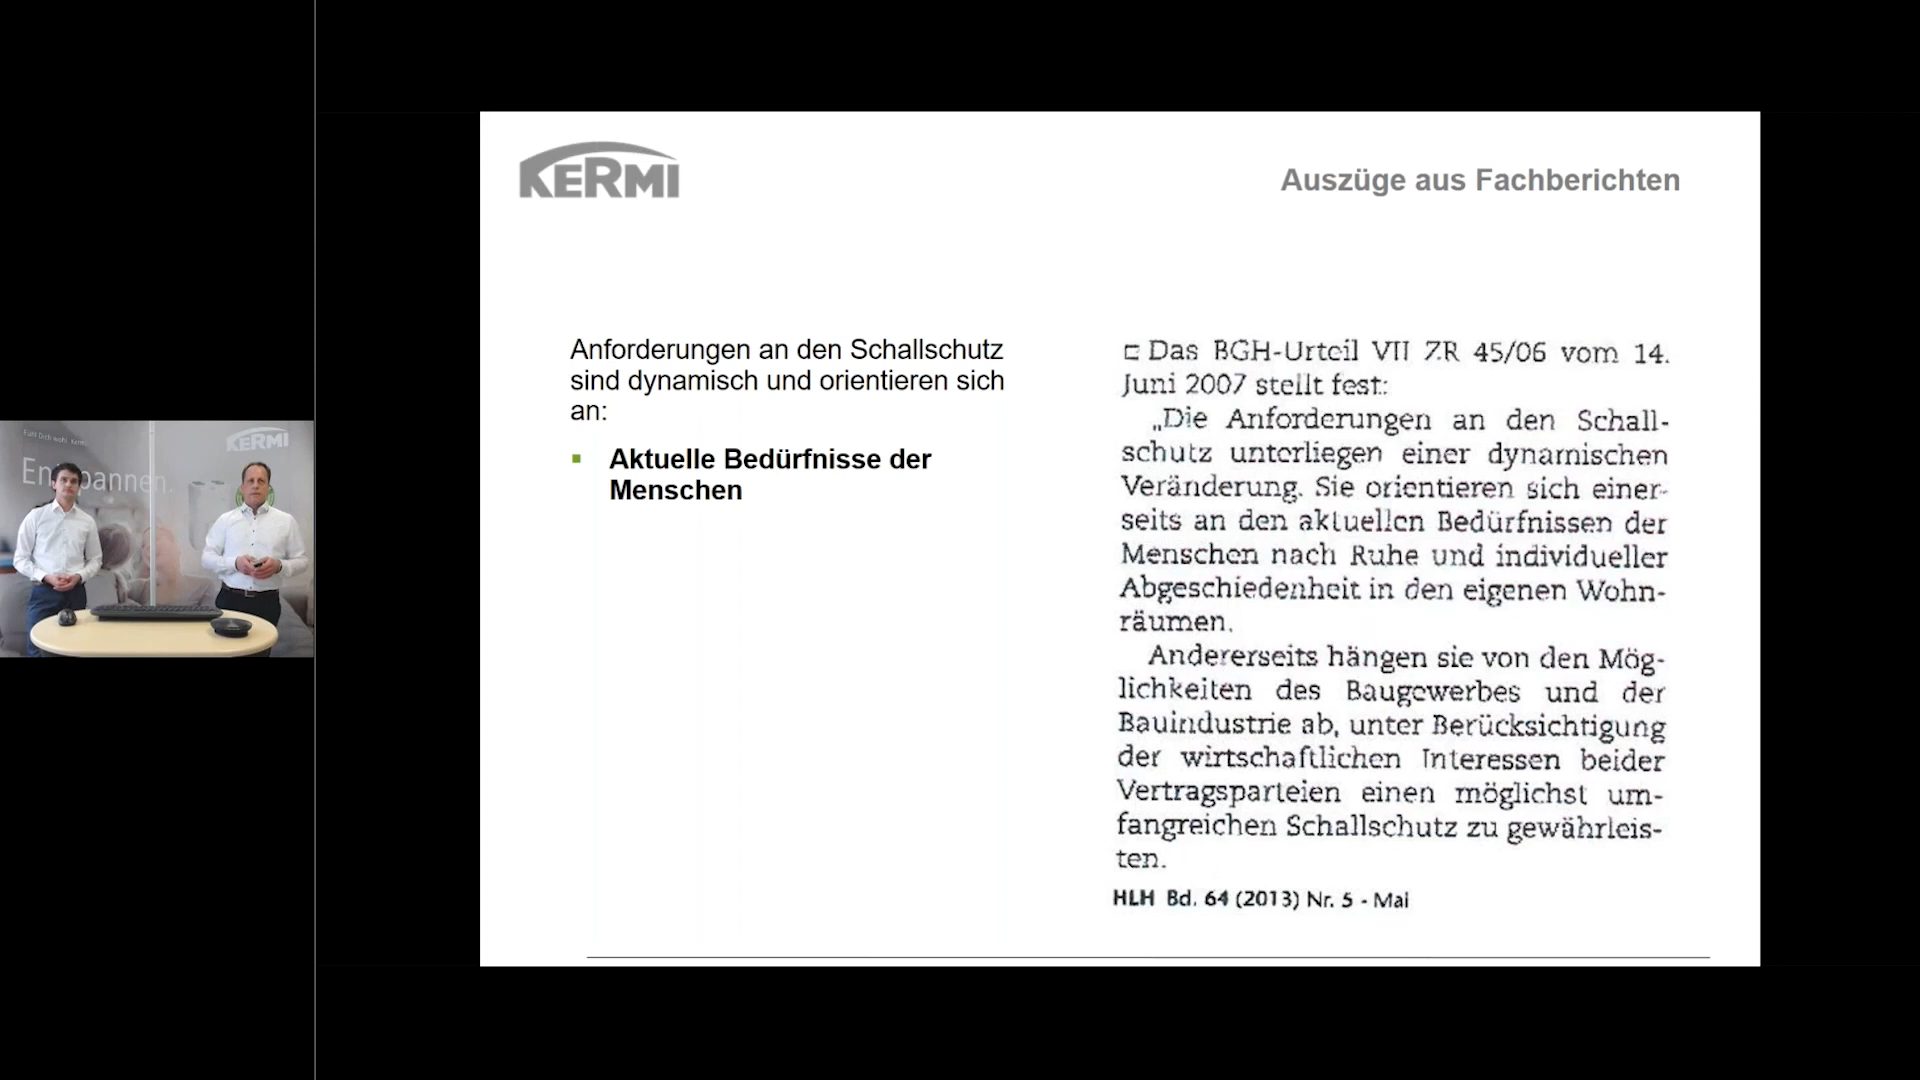 KERMI
Auszüge aus Fachberichten
Anforderungen an den Schallschutz
sind dynamisch und orientieren sich
an:
Aktuelle Bedürfnisse der
Menschen
Das BGH-Urteil VII ZR 45/06 vom 14.
Juni 2007 stellt fest:
„Die Anforderungen an den Schall-
schutz unterliegen einer dynamischen
Veränderung. Sie orientieren sich einer-
seits an den aktuellen Bedürfnissen der
Menschen nach Ruhe und individueller
Abgeschiedenheit in den eigenen Wohn-
räumen.
Andererseits hängen sie von den Mög-
lichkeiten des Baugewerbes und der
Bauindustrie ab, unter Berücksichtigung
der wirtschaftlichen Interessen beider
Vertragsparteien einen möglichst um-
fangreichen Schallschutz zu gewährleis-
ten.
HLH Bd. 64 (2013) Nr. 5 - Mai
KERMI